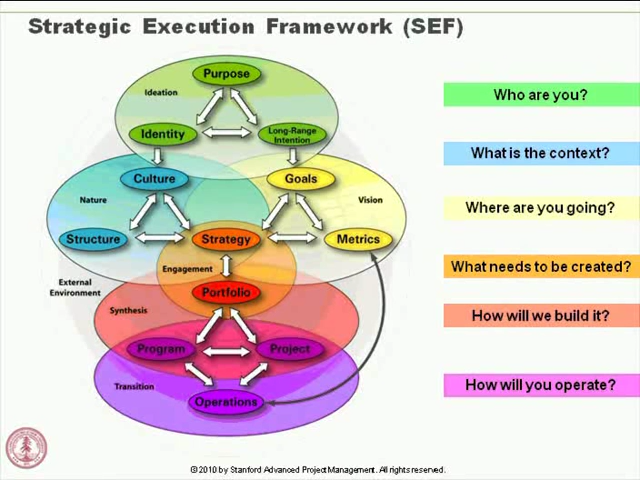 Strategic Execution Framework (SEF)
Purpose
Ideation
Who are you?
Identity
Long-Range
Intention
What is the context?
Culture
Goals
Nature
Vision
Where are you going?
Structure
Strategy
Metrics
Engagement
What needs to be created?
External
Environment
Portfolio
Synthesis
How will we build it?
Program
Project
Transition
How will you operate?
Operations
© 2010 by Stanford Advanced Project Management. All rights reserved.